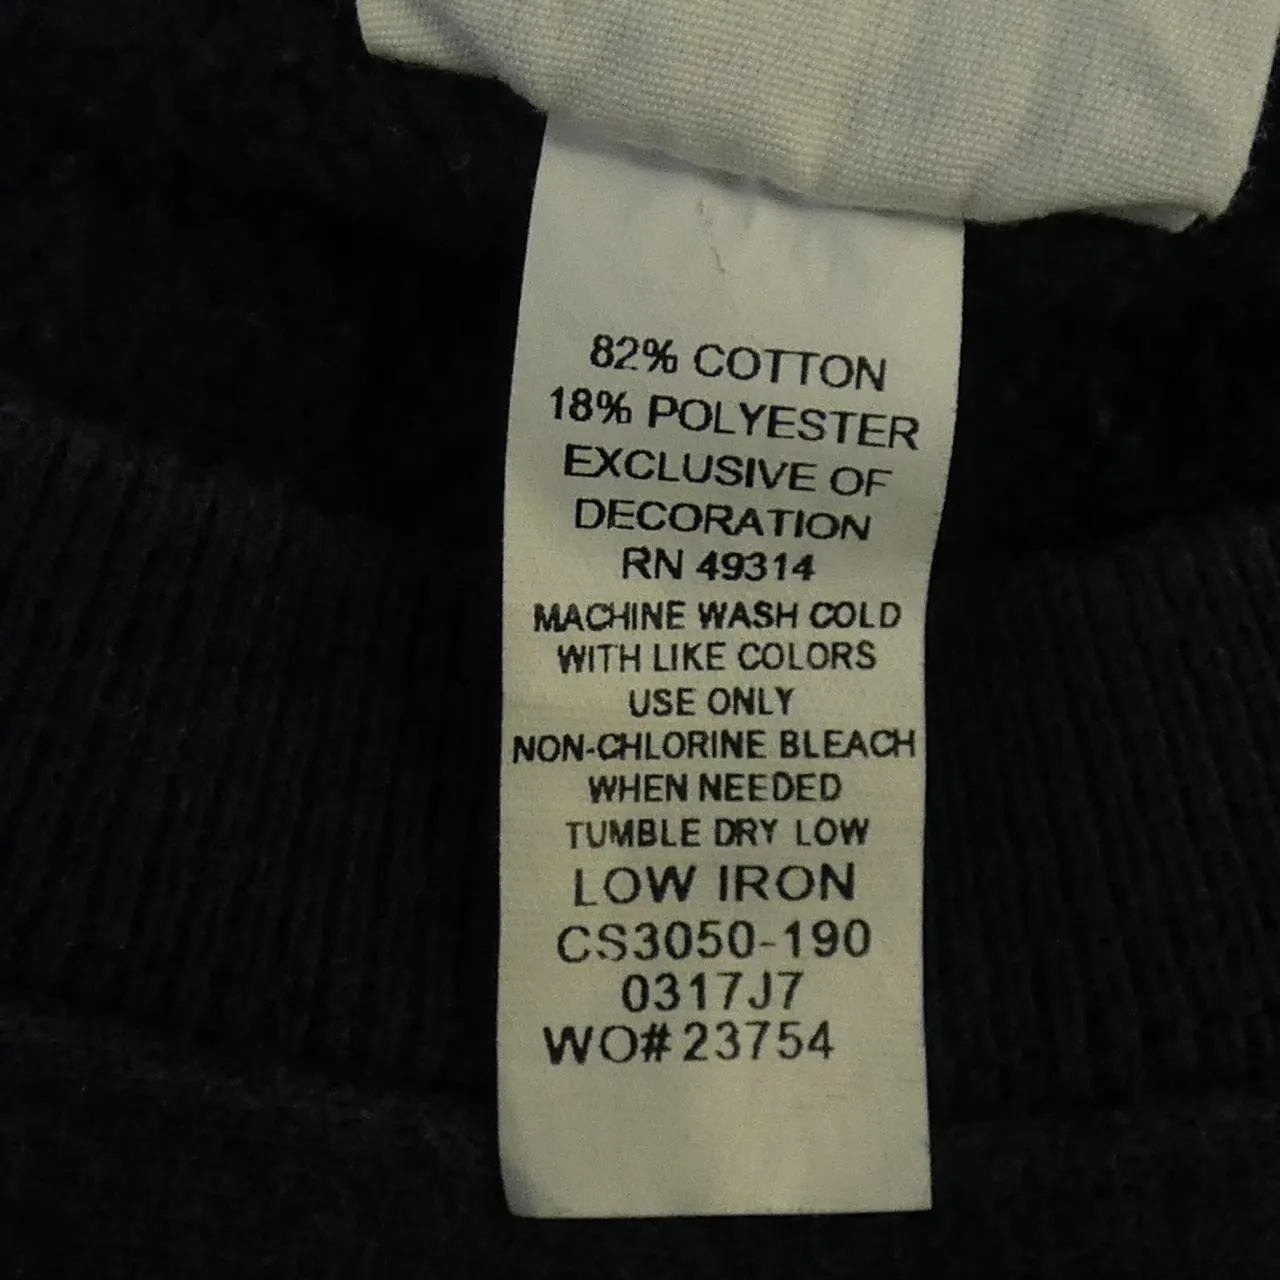 82% COTTON
18% POLYESTER
EXCLUSIVE OF
DECORATION
RN 49314
MACHINE WASH COLD
WITH LIKE COLORS
USE ONLY
NON-CHLORINE BLEACH
WHEN NEEDED
TUMBLE DRY LOW
LOW IRON
CS3050-190
0317J7
WO#23754